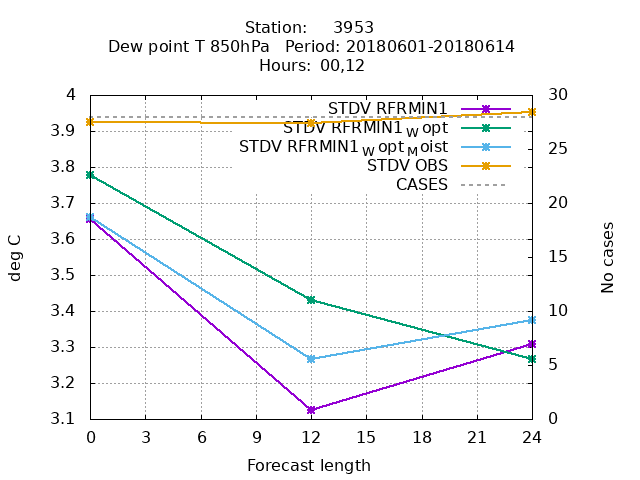 Station:     3953
Dew point T 850hPa   Period: 20180601-20180614
Hours: 00,12
4
3.9
3.8
3.7
3.6
3.5
3.4
3.3
3.2
3.1
deg C
STDV RFRMIN1
STDV RFRMIN1_W opt
STDV RFRMIN1_W opt_M oist
STDV OBS
CASES
30
25
20
15
10
5
0
No cases
0 3 6 9 12 15 18 21 24
Forecast length